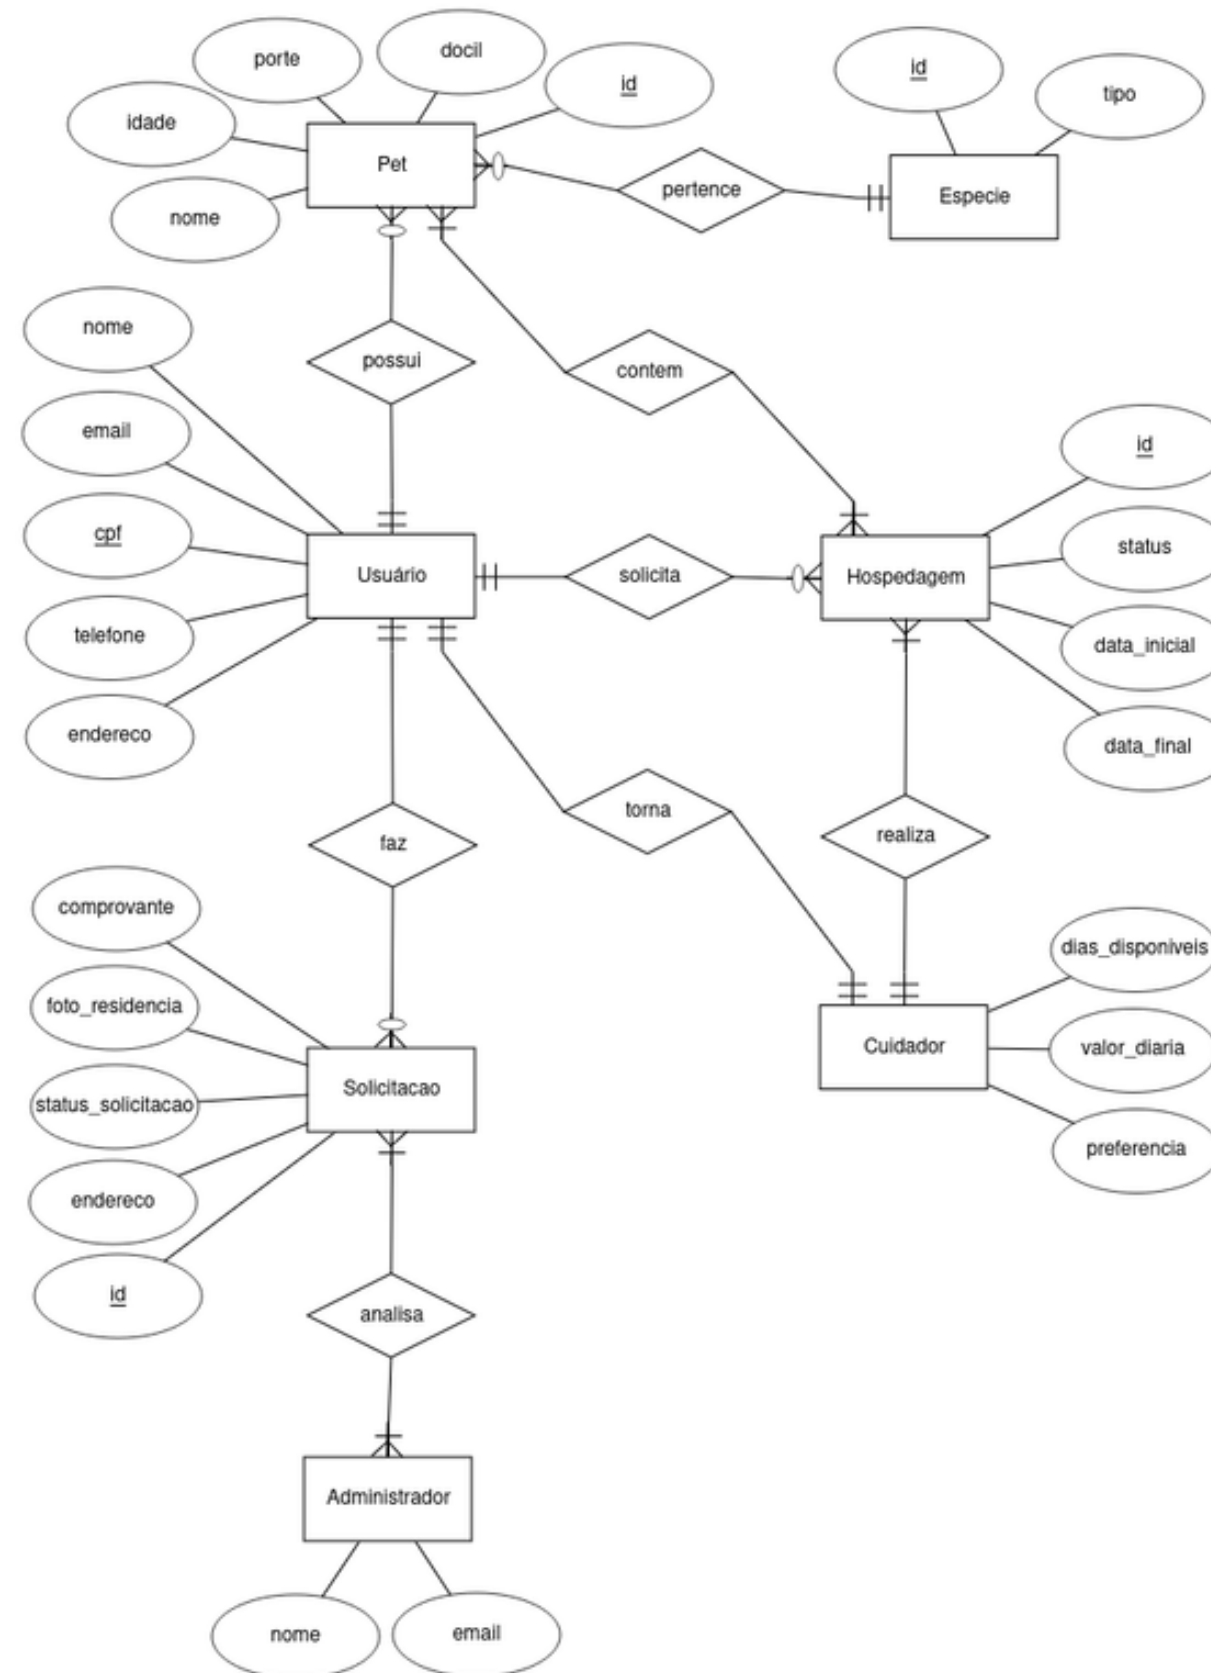 docil
porte
id
id
tipo
idade
Pet
pertence
Especie
nome
nome
possui
contem
email
id
cpf
status
Usuário
solicita
Hospedagem
telefone
data_inicial
endereco
data_final
torna
realiza
faz
comprovante
dias_disponiveis
foto_residencia
Cuidador
valor_diaria
Solicitacao
status_solicitacao
preferencia
endereco
id
analisa
Administrador
nome
email